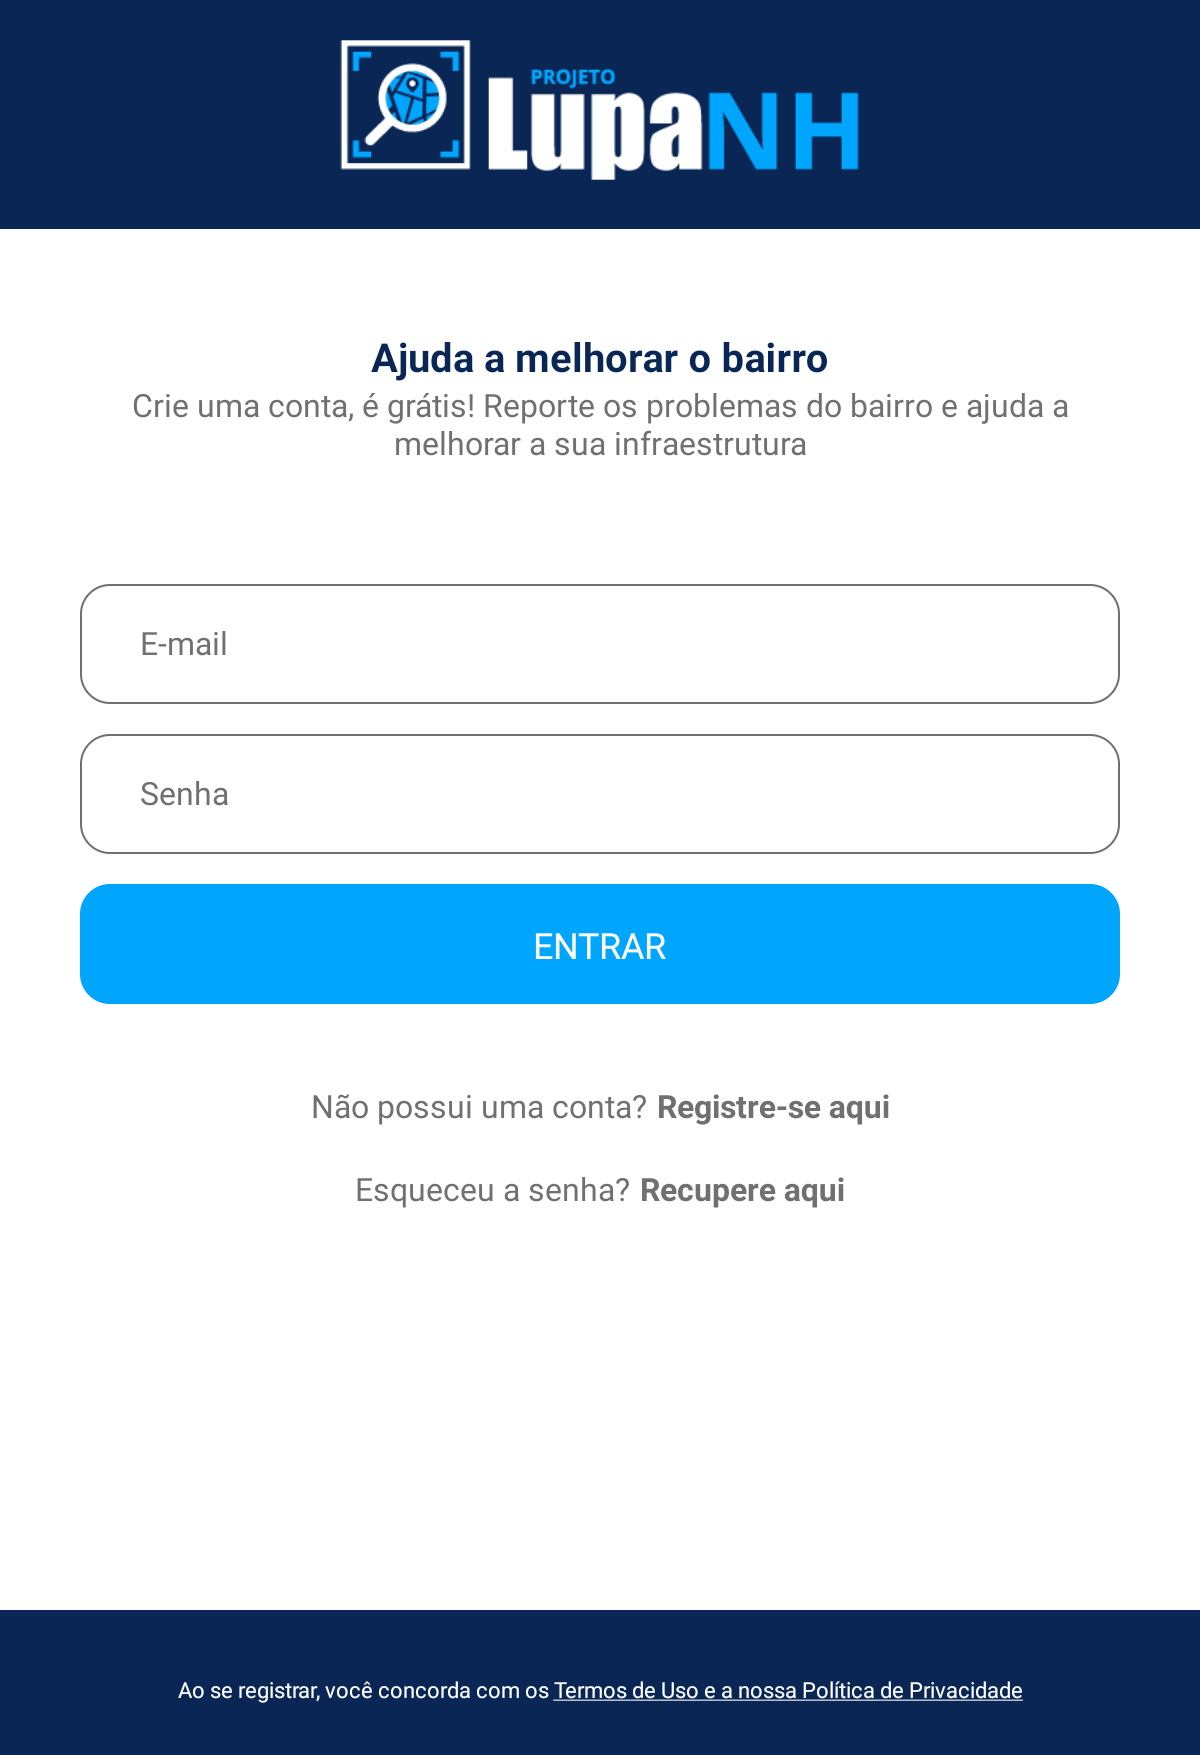 PROJETO
LupaNH
Ajuda a melhorar o bairro
Crie uma conta, é grátis! Reporte os problemas do bairro e ajuda a
melhorar a sua infraestrutura
E-mail
Senha
ENTRAR
Não possui uma conta? Registre-se aqui
Esqueceu a senha? Recupere aqui
Ao se registrar, você concorda com os Termos de Uso e a nossa Política de Privacidade